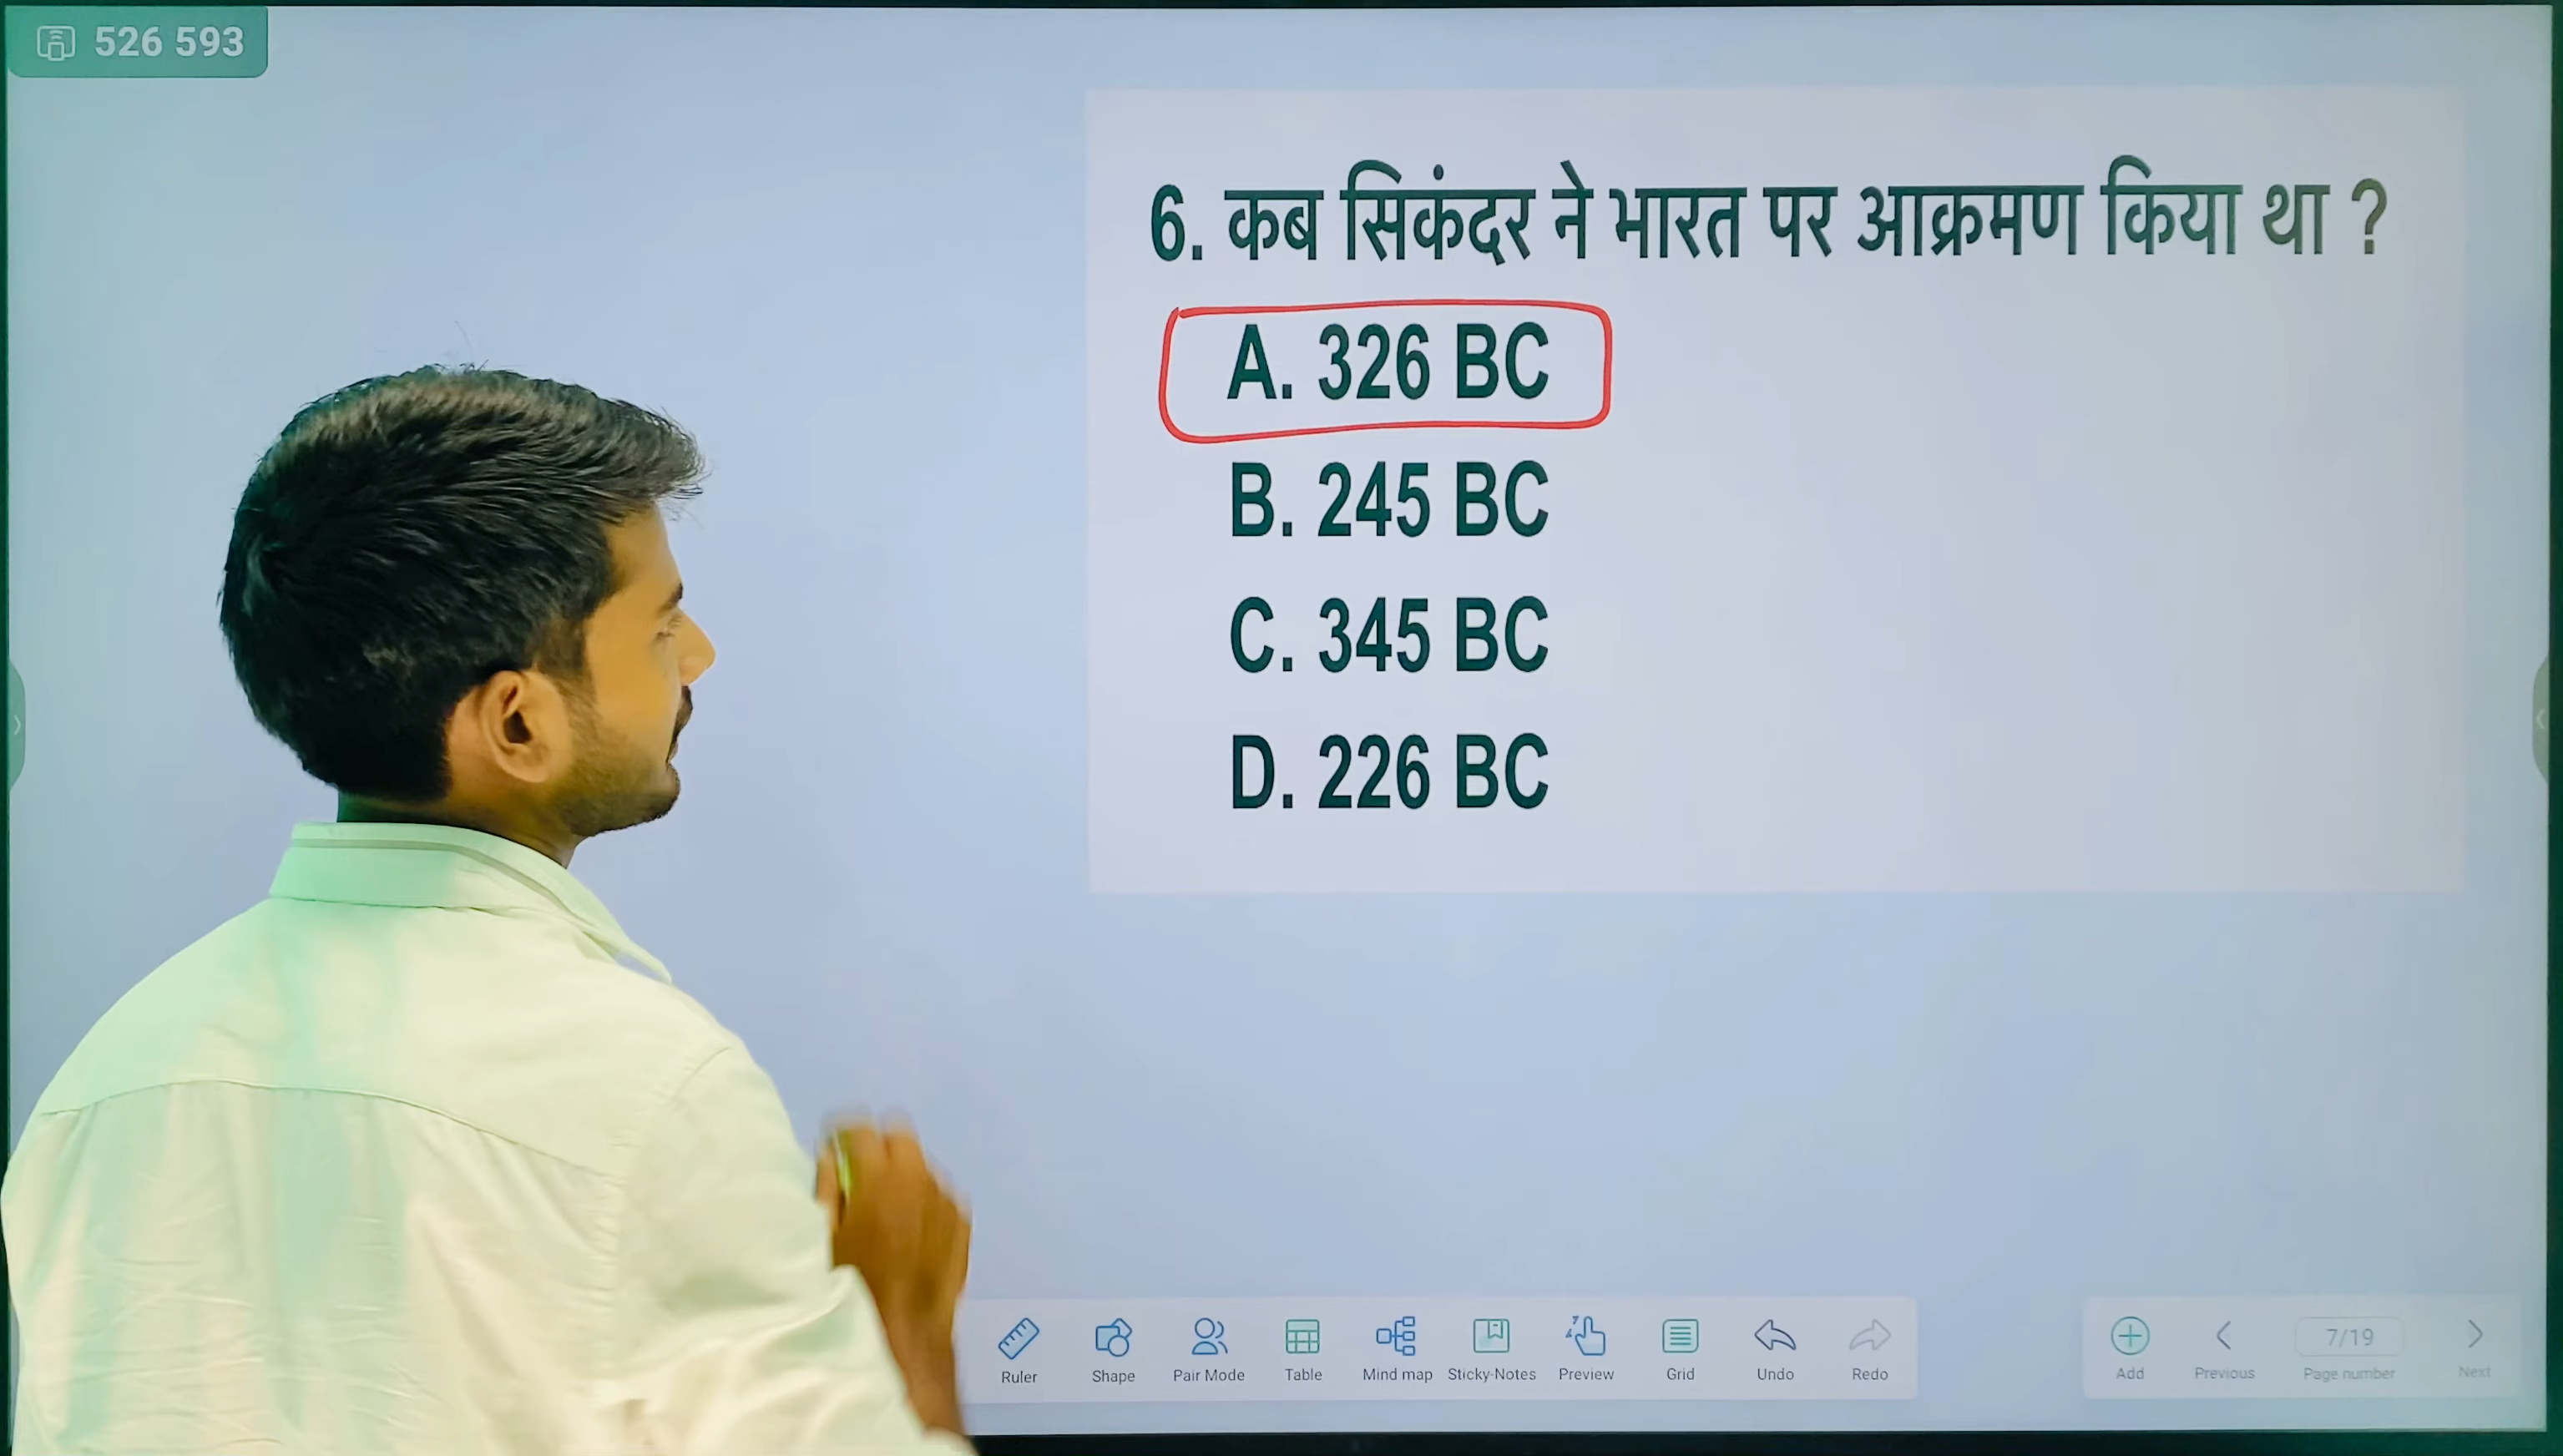 526 593
6. कब सिकंदर ने भारत पर आक्रमण किया था ?
A. 326 BC
B. 245 BC
C. 345 BC
D. 226 BC
Ruler Shape Pair Mode Table Mind map Sticky-Notes Preview Grid Undo Redo Add Previous 7/19 Page number Next